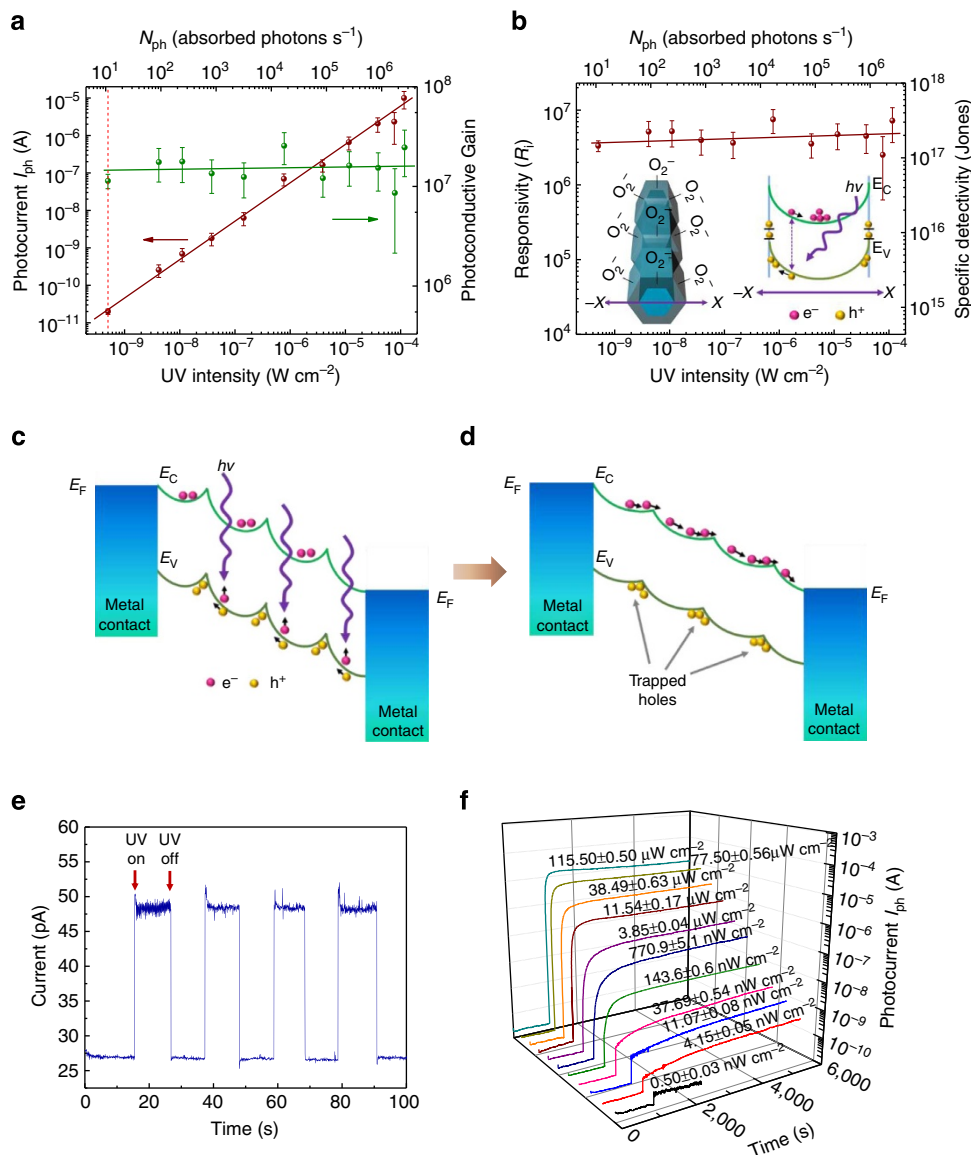 a
N_ph (absorbed photons s⁻¹)
10¹ 10² 10³ 10⁴ 10⁵ 10⁶
Photocurrent I_ph (A)
10⁻⁵
10⁻⁶
10⁻⁷
10⁻⁸
10⁻⁹
10⁻¹⁰
10⁻¹¹
Photoconductive Gain
10⁸
10⁷
10⁶
10⁻⁹ 10⁻⁸ 10⁻⁷ 10⁻⁶ 10⁻⁵ 10⁻⁴
UV intensity (W cm⁻²)
b
N_ph (absorbed photons s⁻¹)
10¹ 10² 10³ 10⁴ 10⁵ 10⁶
Responsivity (R_i)
10⁷
10⁶
10⁵
10⁴
Specific detectivity (Jones)
10¹⁸
10¹⁷
10¹⁶
10¹⁵
O₂⁻
O₂⁻
O₂⁻
O₂⁻
O₂⁻
O₂⁻
O₂⁻
O₂⁻
O₂⁻
–X X
hν
E_C
E_V
–X X
e⁻ h⁺
10⁻⁹ 10⁻⁸ 10⁻⁷ 10⁻⁶ 10⁻⁵ 10⁻⁴
UV intensity (W cm⁻²)
c
E_F
E_C
hν
E_V
Metal
contact
e⁻ h⁺
E_F
Metal
contact
d
E_F
E_C
E_V
Metal
contact
Trapped
holes
E_F
Metal
contact
e
Current (pA)
60
55
50
45
40
35
30
25
UV
on
UV
off
0 20 40 60 80 100
Time (s)
f
115.50±0.50 µW cm⁻²
77.50±0.56µW cm⁻²
38.49±0.63 µW cm⁻²
11.54±0.17 µW cm⁻²
3.85±0.04 µW cm⁻²
770.9±5.1 nW cm⁻²
143.6±0.6 nW cm⁻²
37.69±0.54 nW cm⁻²
11.07±0.08 nW cm⁻²
4.15±0.05 nW cm⁻²
0.50±0.03 nW cm⁻²
10⁻³
10⁻⁴
10⁻⁵
10⁻⁶
10⁻⁷
10⁻⁸
10⁻⁹
10⁻¹⁰
Photocurrent I_ph (A)
0 2,000 4,000 6,000
Time (s)